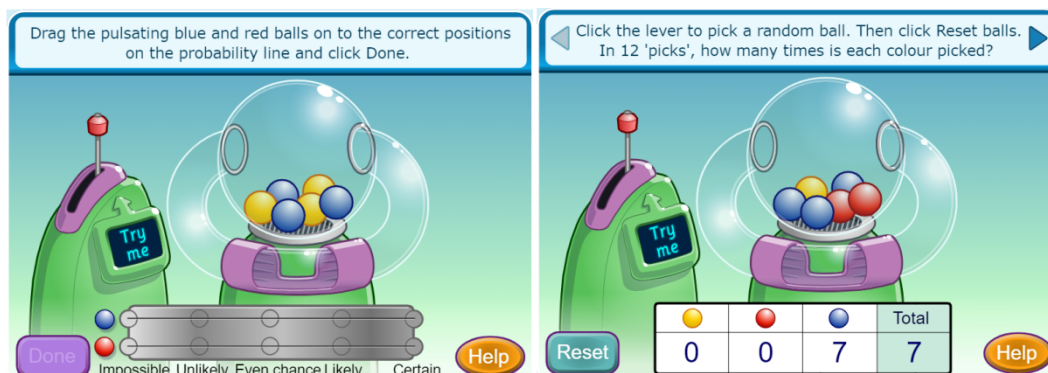 Drag the pulsating blue and red balls on to the correct positions
on the probability line and click Done.
Try
me
Done
Impossible Unlikely Even chance Likely Certain
Help
Click the lever to pick a random ball. Then click Reset balls.
In 12 'picks', how many times is each colour picked?
Try
me
Total
0 0 7 7
Reset
Help